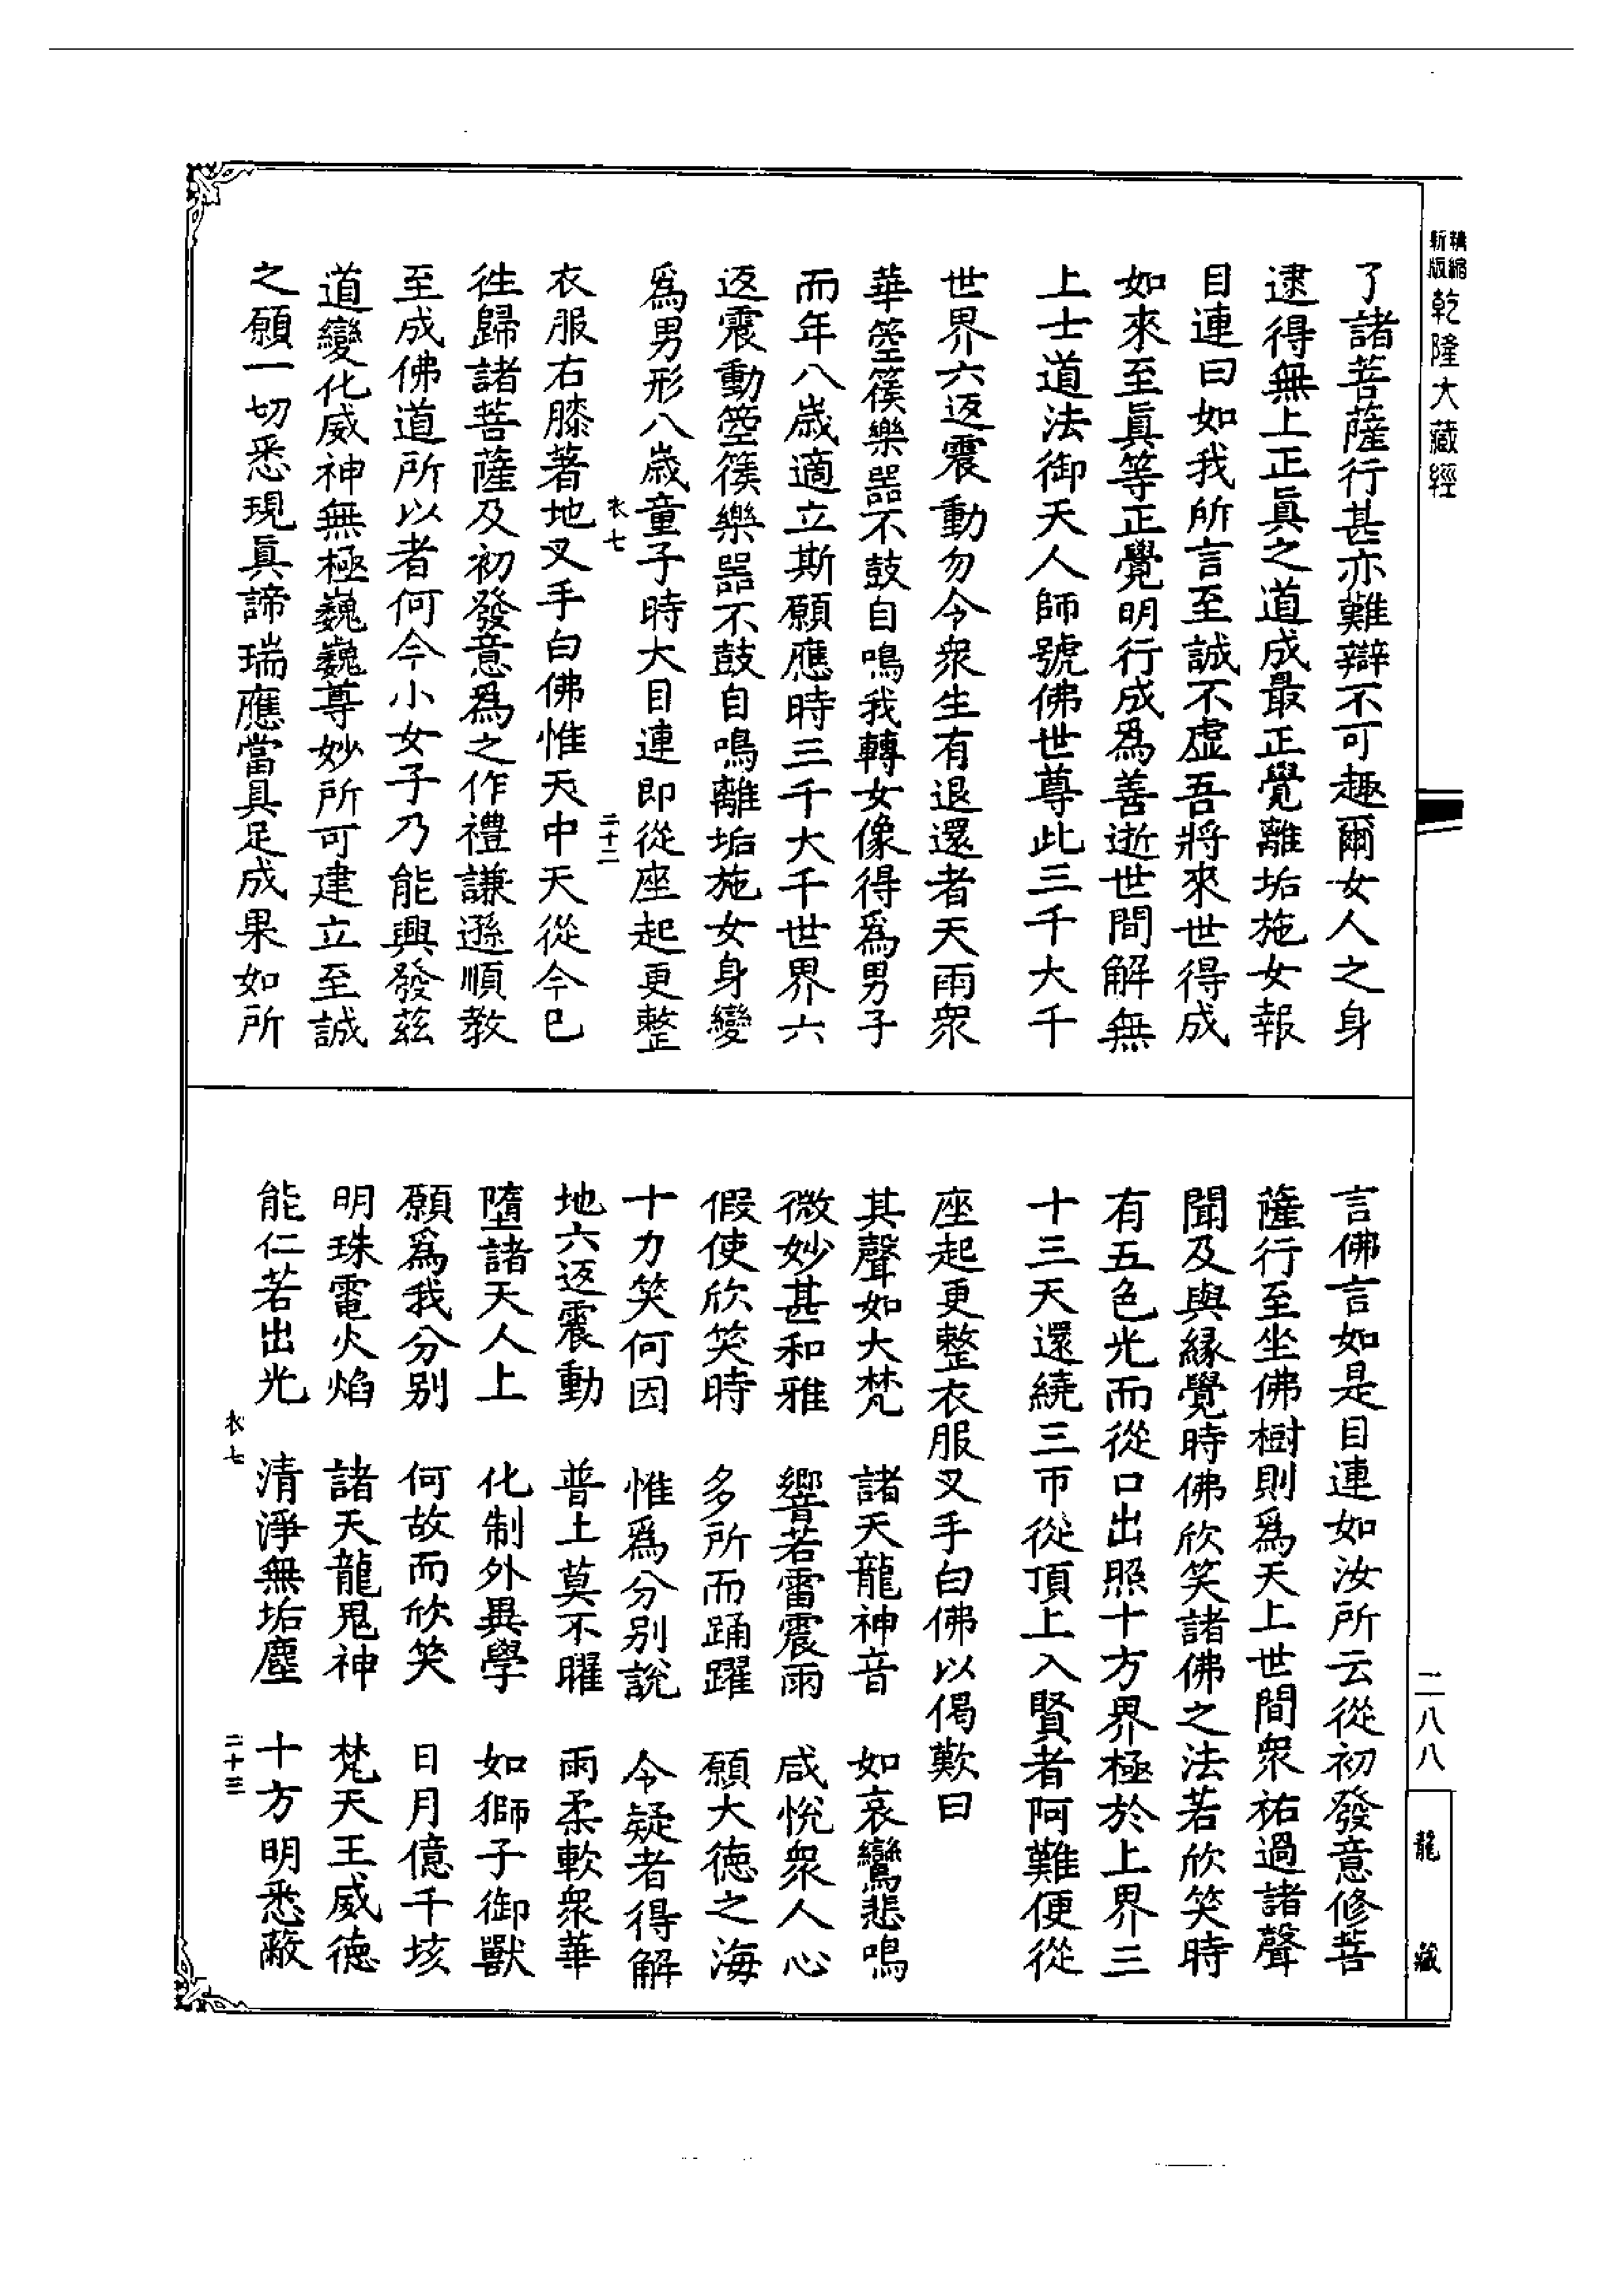 精縮
新版
乾隆大藏經
了諸菩薩行甚亦難辯不可趣爾女人之身
逮得無上正眞之道成最正覺離垢施女報
目連曰如我所言至誠不虛吾將來世得成
如來至眞等正覺明行成爲善逝世間解無
上士道法御天人師號佛世尊此三千大千
世界六返震動勿令衆生有退還者天雨衆
華箜篌樂器不鼓自鳴我轉女像得爲男子
而年八歲適立斯願應時三千大千世界六
返震動箜篌樂器不鼓自鳴離垢施女身變
爲男形八歲童子時大目連即從座起更整
衣七
二十二
衣服右膝著地叉手白佛惟天中天從今已
往歸諸菩薩及初發意爲之作禮謙遜順教
至成佛道所以者何今小女子乃能興發茲
道變化威神無極巍巍尊妙所可建立至誠
之願一切悉現眞諦瑞應當具足成果如所
言佛言如是目連如汝所云從初發意修菩
薩行至坐佛樹則爲天上世間衆祐過諸聲
聞及與緣覺時佛欣笑諸佛之法若欣笑時
有五色光而從口出照十方界極於上界三
十三天還繞三帀從頂上入賢者阿難便從
座起更整衣服叉手白佛以偈歎曰
其聲如大梵 諸天龍神音 如哀鸞悲鳴
微妙甚和雅 響若雷震雨 咸悅衆人心
假使欣笑時 多所而踊躍 願大德之海
十力笑何因 惟爲分別說 令疑者得解
地六返震動 普土莫不曜 雨柔軟衆華
墮諸天人上 化制外異學 如獅子御獸
願爲我分別 何故而欣笑 日月億千垓
明珠電火焰 諸天龍鬼神 梵天王威德
能仁若出光 清淨無垢塵 十方明悉蔽
衣七
二十三
二八八
龍藏